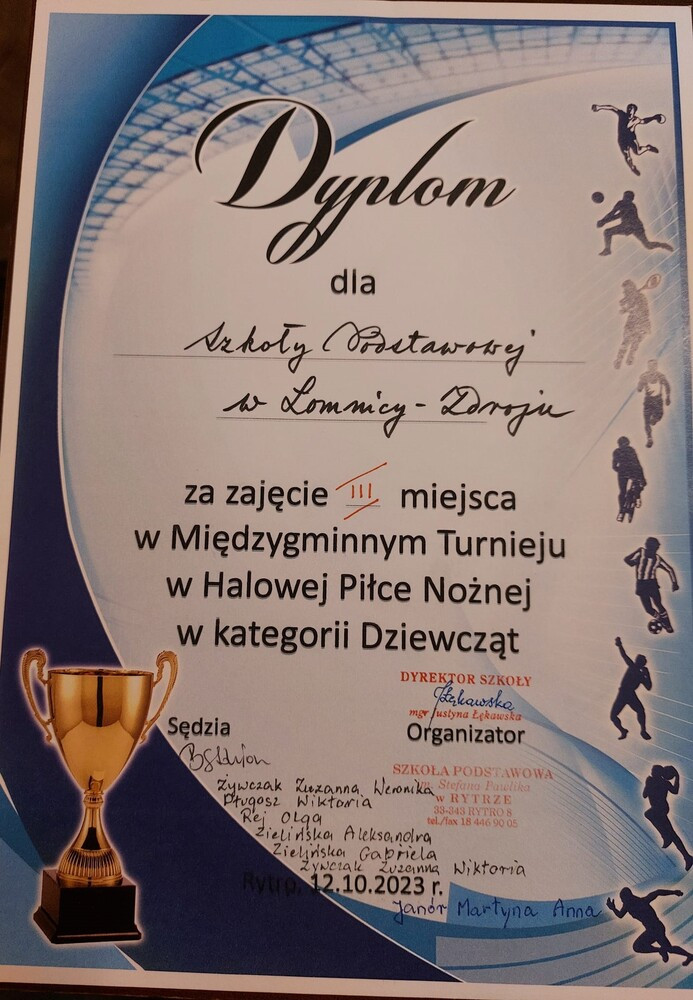 Dyplom
dla
Szkoły Podstawowej
w Łomnicy - Zdroju
za zajęcie III miejsca
w Międzygminnym Turnieju
w Halowej Piłce Nożnej
w kategorii Dziewcząt
DYREKTOR SZKOŁY
Łękawska
mgr Justyna Łękawska
Sędzia
Organizator
SZKOŁA PODSTAWOWA
im. Stefana Pawlika
w RYTRZE
33-343 RYTRO 8
tel./fax 18 446 90 05
Żywczak Zuzanna Weronika
Długosz Wiktoria
Rej Olga
Zielińska Aleksandra
Zielińska Gabriela
Żywczak Zuzanna Wiktoria
Rytro, 12.10.2023 r.
Janór Martyna Anna